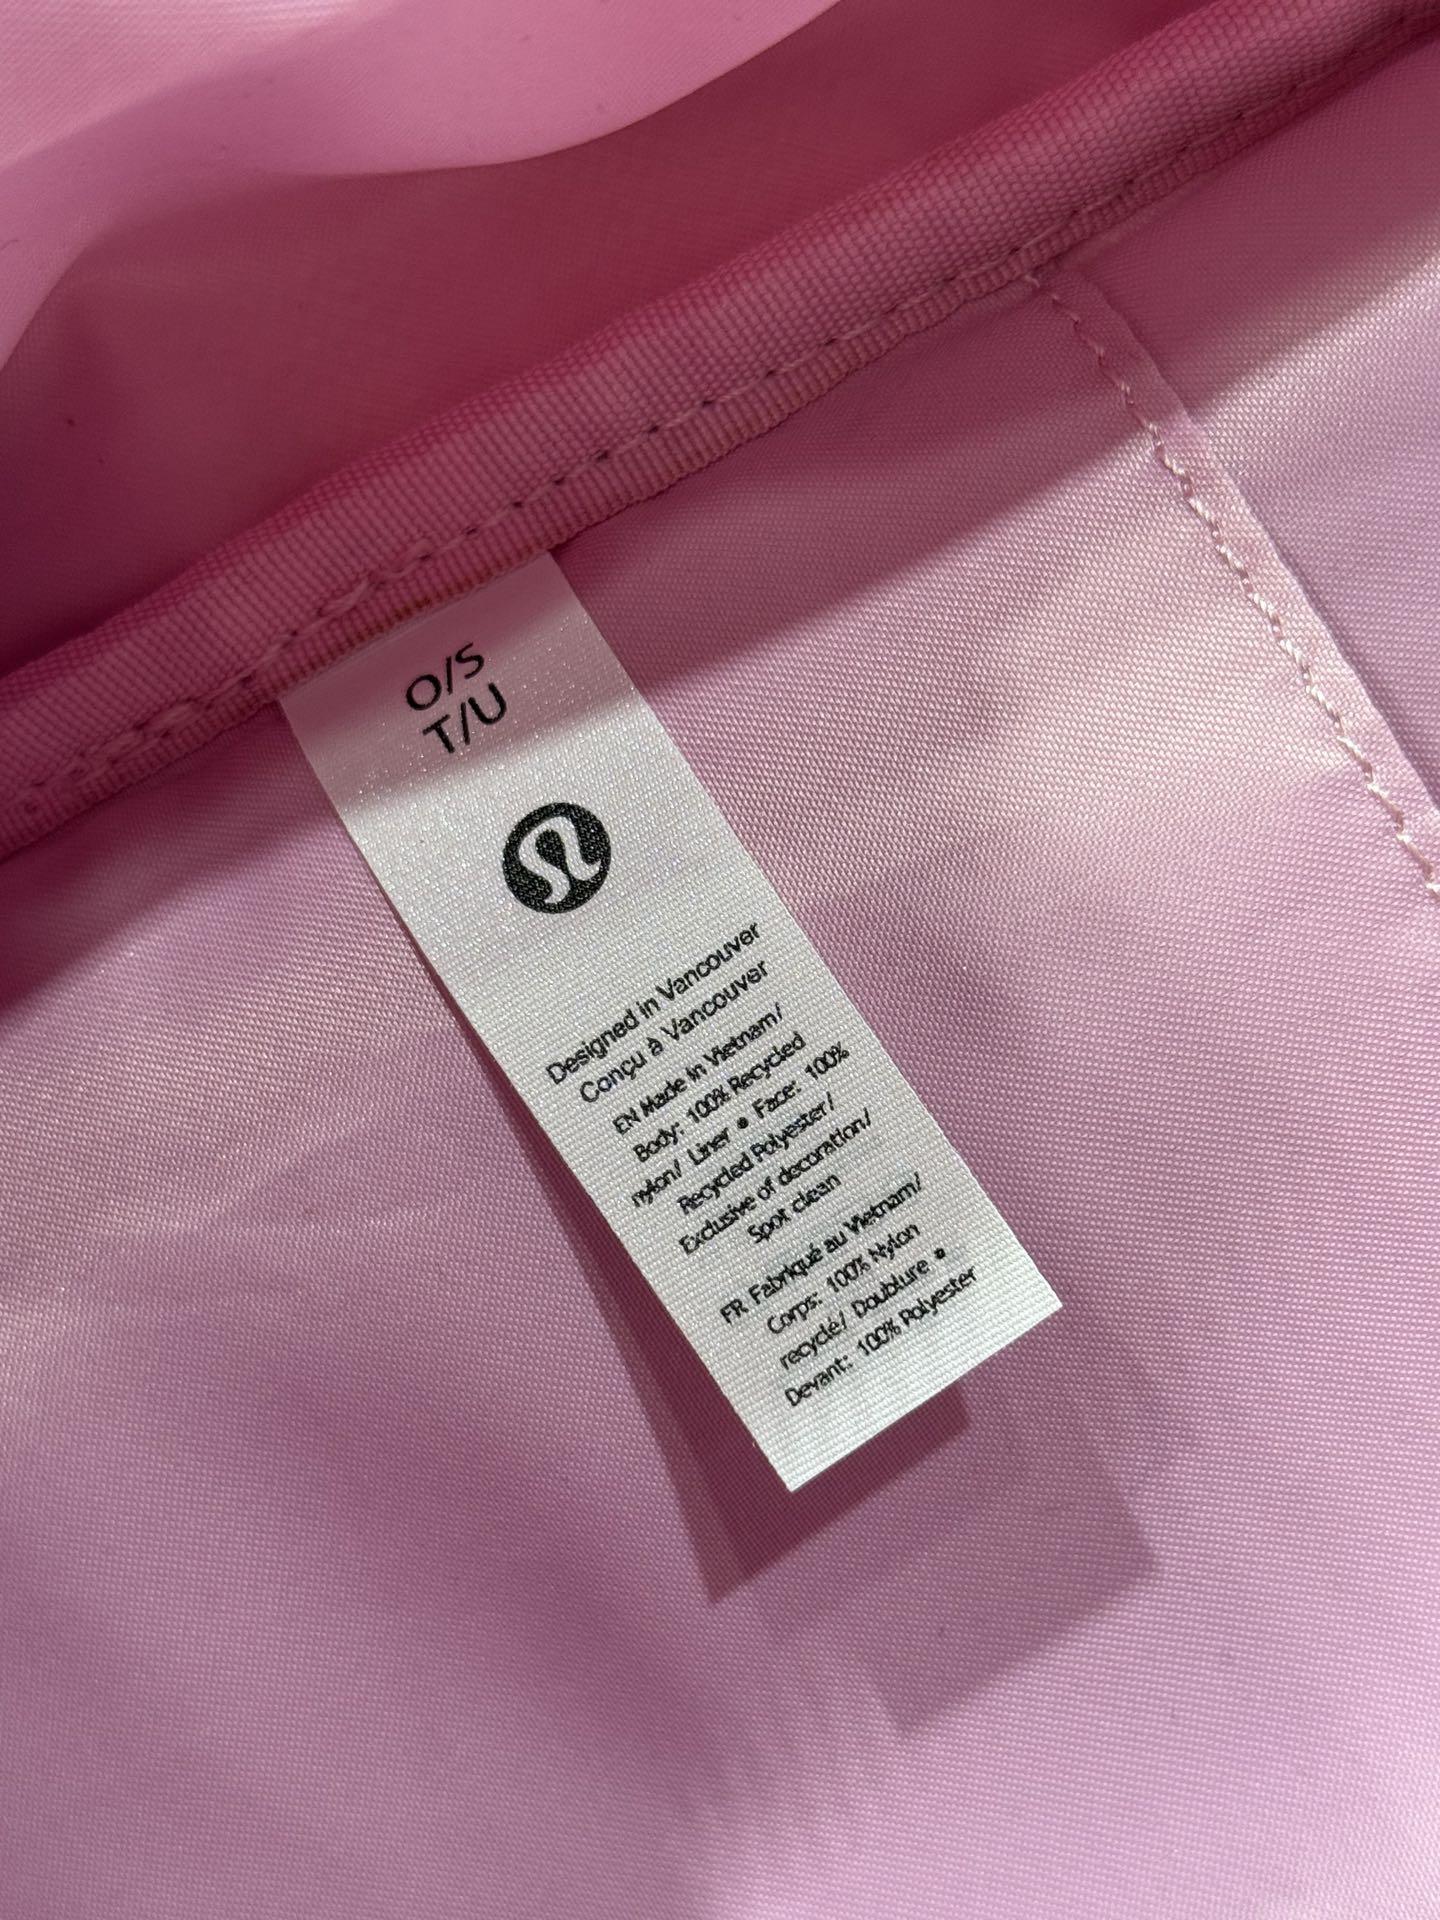 O/S
T/U
Designed in Vancouver
Conçu à Vancouver
EN Made in Vietnam/
Body: 100% Recycled
nylon/ Liner • Face: 100%
Recycled Polyester/
Exclusive of decoration/
Spot clean
FR Fabriqué au Vietnam/
Corps: 100% Nylon
recyclé/ Doublure •
Devant: 100% Polyester